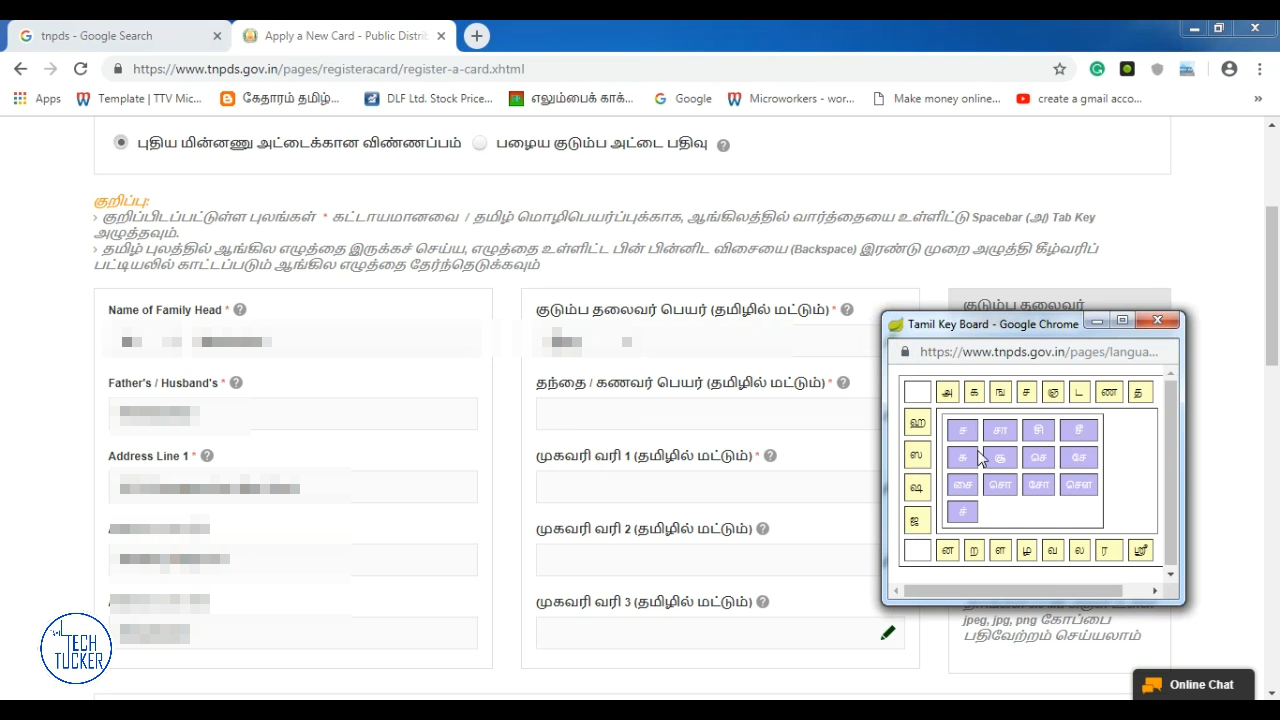 tnpds - Google Search
Apply a New Card - Public Distrib
https://www.tnpds.gov.in/pages/registeracard/register-a-card.xhtml
Apps Template | TTV Mic... கேதாரம் தமிழ்... DLF Ltd. Stock Price... எலும்பைக் காக்... Google Microworkers - wor... Make money online... create a gmail acco... »
புதிய மின்னணு அட்டைக்கான விண்ணப்பம் பழைய குடும்ப அட்டை பதிவு
குறிப்பு:
› குறிப்பிடப்பட்டுள்ள புலங்கள் * கட்டாயமானவை / தமிழ் மொழிபெயர்ப்புக்காக, ஆங்கிலத்தில் வார்த்தையை உள்ளிட்டு Spacebar (அ) Tab Key
அழுத்தவும்.
› தமிழ் புலத்தில் ஆங்கில எழுத்தை இருக்கச் செய்ய, எழுத்தை உள்ளிட்ட பின் பின்னிட விசையை (Backspace) இரண்டு முறை அழுத்தி கீழ்வரிப்
பட்டியலில் காட்டப்படும் ஆங்கில எழுத்தை தேர்ந்தெடுக்கவும்
Name of Family Head *
குடும்ப தலைவர் பெயர் (தமிழில் மட்டும்) *
குடும்ப தலைவர்
Father's / Husband's *
தந்தை / கணவர் பெயர் (தமிழில் மட்டும்) *
Address Line 1 *
முகவரி வரி 1 (தமிழில் மட்டும்) *
முகவரி வரி 2 (தமிழில் மட்டும்)
முகவரி வரி 3 (தமிழில் மட்டும்)
Tamil Key Board - Google Chrome
https://www.tnpds.gov.in/pages/langua...
அ க ங ச ஞ ட ண த
ஹ
ஸ
ஷ
ஜ
ச சா சி சீ
சு சூ செ சே
சை சொ சோ சௌ
ச்
ன ற ள ழ வ ல ர ஸ்ரீ
jpeg, jpg, png கோப்பை
பதிவேற்றம் செய்யலாம்
Online Chat
THE
TECH
TUCKER